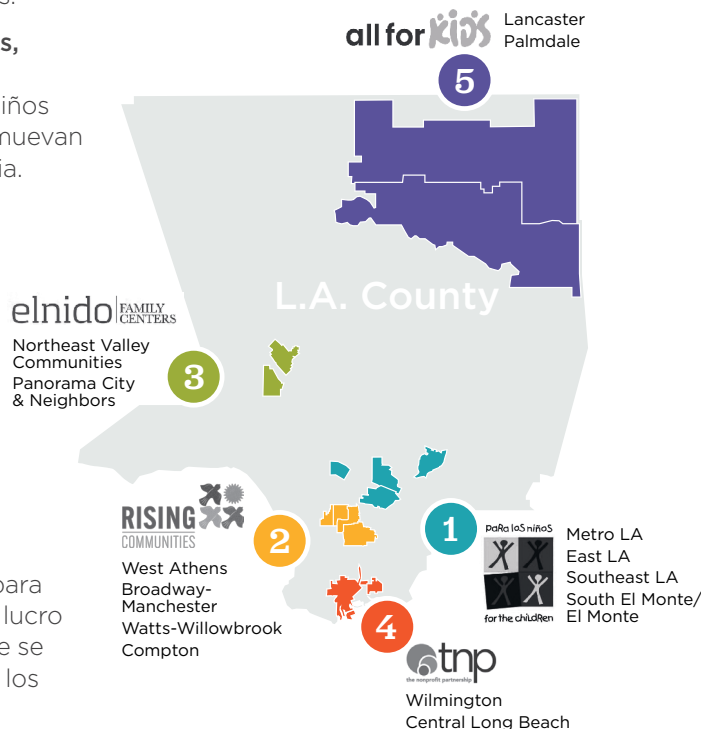 s.
s,
iños
muevan
ia.
all for kids
Lancaster
Palmdale
5
L.A. County
elnido FAMILY CENTERS
Northeast Valley
Communities
Panorama City
& Neighbors
3
RISING
COMMUNITIES
2
West Athens
Broadway-
Manchester
Watts-Willowbrook
Compton
1
paRa los niños
for the childRen
Metro LA
East LA
Southeast LA
South El Monte/
El Monte
4
tnp
the nonprofit partnership
Wilmington
Central Long Beach
para
lucro
e se
los